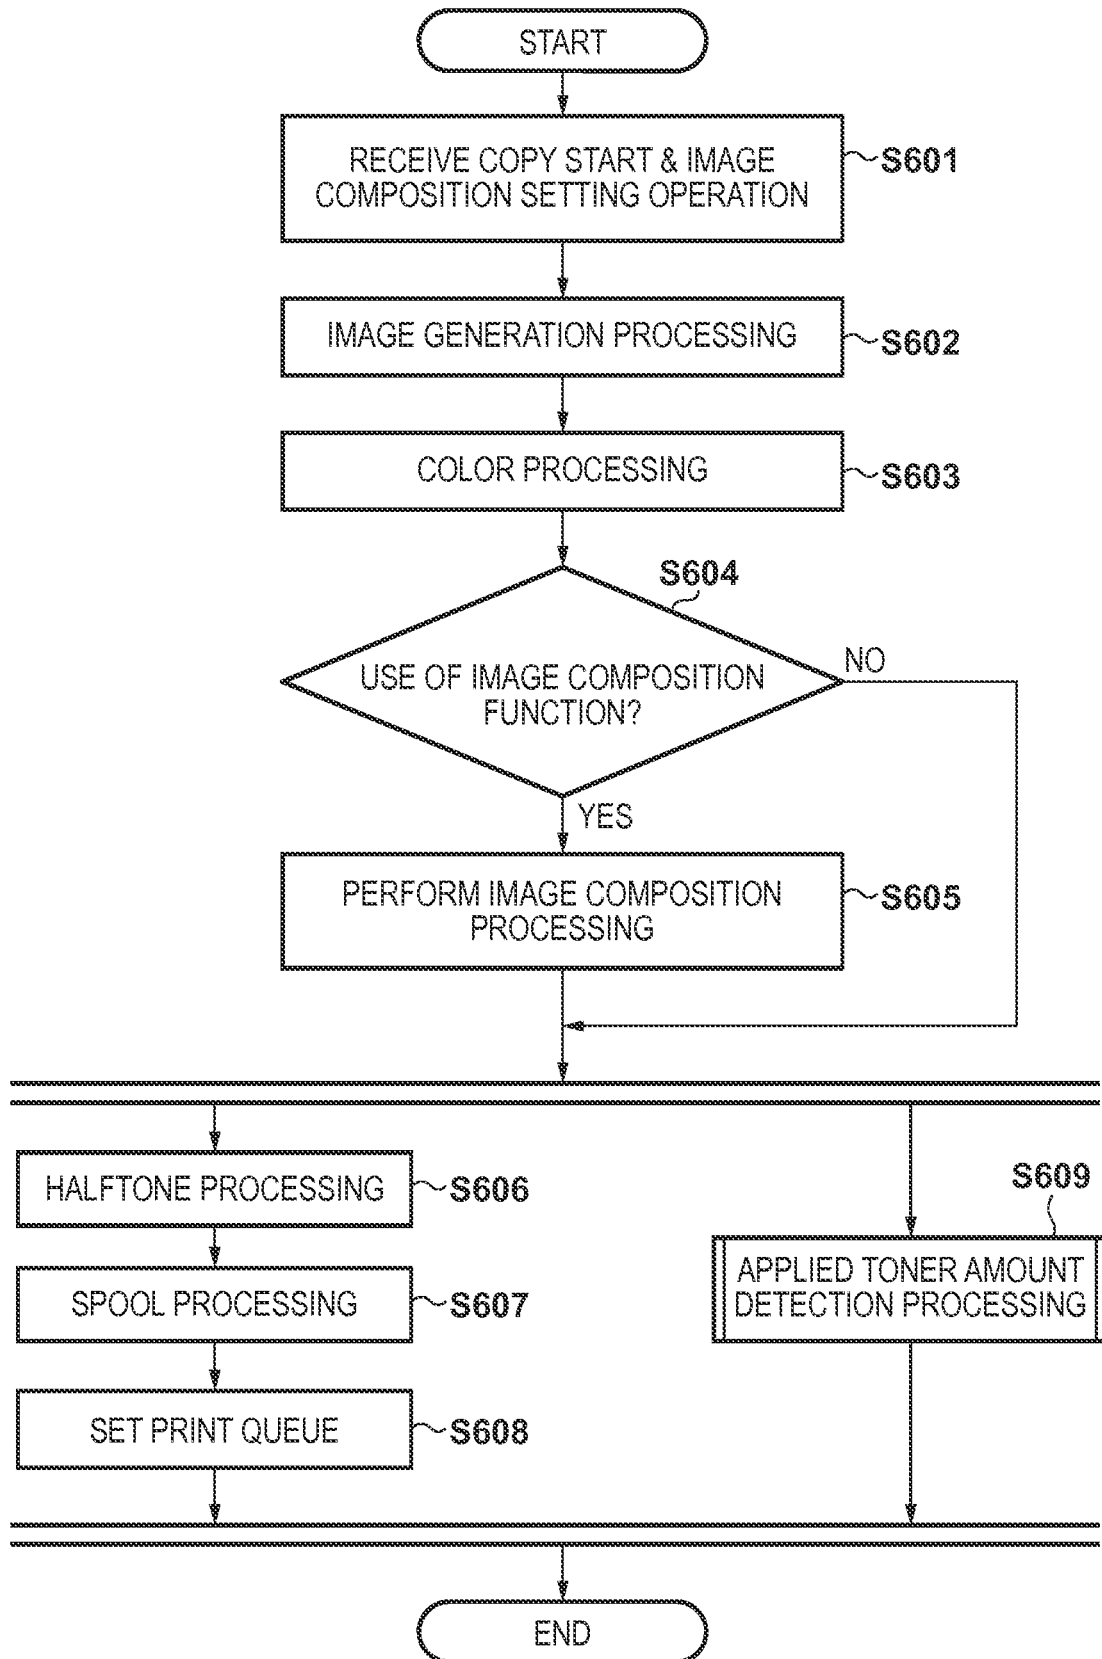 START
RECEIVE COPY START & IMAGE
COMPOSITION SETTING OPERATION
S601
IMAGE GENERATION PROCESSING
S602
COLOR PROCESSING
S603
S604
USE OF IMAGE COMPOSITION
FUNCTION?
NO
YES
PERFORM IMAGE COMPOSITION
PROCESSING
S605
HALFTONE PROCESSING
S606
SPOOL PROCESSING
S607
SET PRINT QUEUE
S608
S609
APPLIED TONER AMOUNT
DETECTION PROCESSING
END